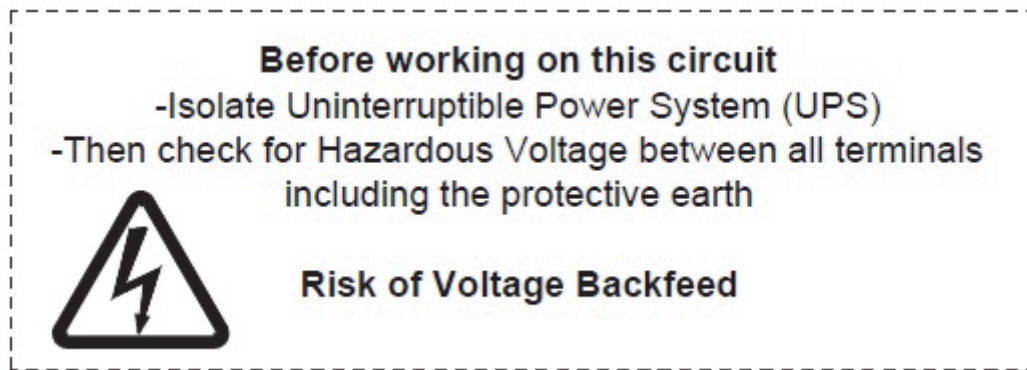 Before working on this circuit
-Isolate Uninterruptible Power System (UPS)
-Then check for Hazardous Voltage between all terminals
including the protective earth
Risk of Voltage Backfeed